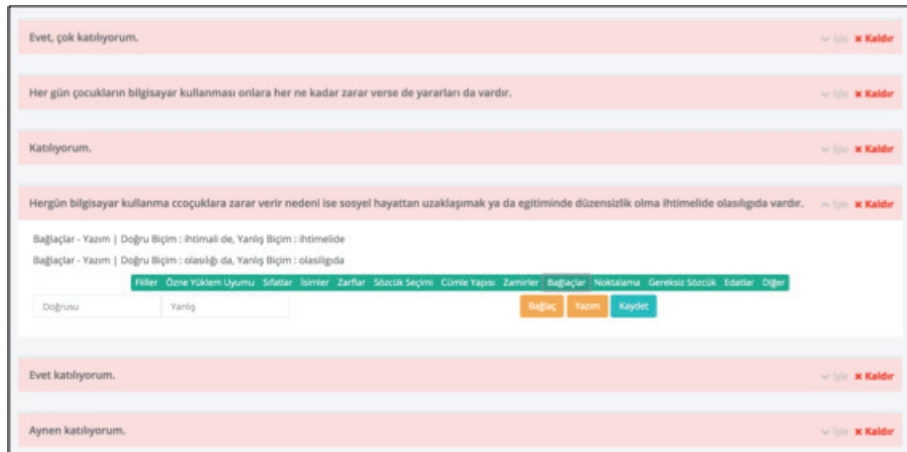 Evet, çok katılıyorum. İşle Kaldır
Her gün çocukların bilgisayar kullanması onlara her ne kadar zarar verse de yararları da vardır. İşle Kaldır
Katılıyorum. İşle Kaldır
Hergün bilgisayar kullanma ccoçuklara zarar verir nedeni ise sosyel hayattan uzaklaşımak ya da egitiminde düzensizlik olma ihtimelide olasılıgıda vardır. İşle Kaldır
Bağlaçlar - Yazım | Doğru Biçim : ihtimali de, Yanlış Biçim : ihtimelide
Bağlaçlar - Yazım | Doğru Biçim : olasılığı da, Yanlış Biçim : olasiligıda
Fiiller Özne Yüklem Uyumu Sıfatlar İsimler Zarflar Sözcük Seçimi Cümle Yapısı Zamirler Bağlaçlar Noktalama Gereksiz Sözcük Edatlar Diğer
Doğrusu Yanlış Bağlaç Yazım Kaydet
Evet katılıyorum. İşle Kaldır
Aynen katılıyorum. İşle Kaldır